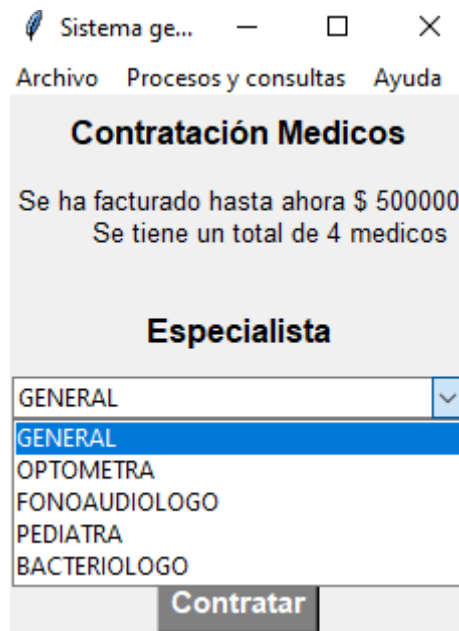 Sistema ge...
Archivo Procesos y consultas Ayuda
Contratación Medicos
Se ha facturado hasta ahora $ 500000
Se tiene un total de 4 medicos
Especialista
GENERAL
GENERAL
OPTOMETRA
FONOAUDIOLOGO
PEDIATRA
BACTERIOLOGO
Contratar